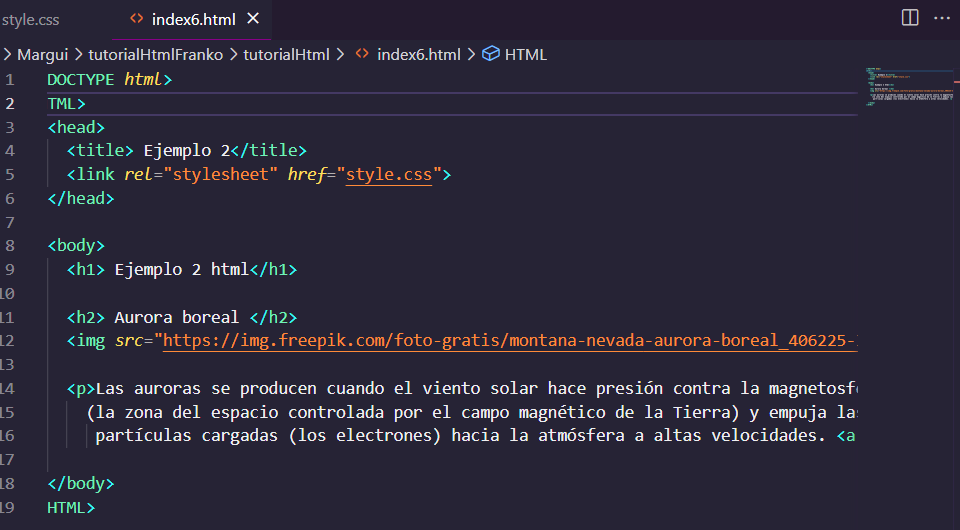 style.css index6.html
Margui tutorialHtmlFranko tutorialHtml index6.html HTML
1 DOCTYPE html>
2 TML>
3 <head>
4 <title> Ejemplo 2</title>
5 <link rel="stylesheet" href="style.css">
6 </head>
7
8 <body>
9 <h1> Ejemplo 2 html</h1>
10
11 <h2> Aurora boreal </h2>
12 <img src="https://img.freepik.com/foto-gratis/montana-nevada-aurora-boreal_406225-
13
14 <p>Las auroras se producen cuando el viento solar hace presión contra la magnetosf
15 (la zona del espacio controlada por el campo magnético de la Tierra) y empuja las
16 partículas cargadas (los electrones) hacia la atmósfera a altas velocidades. <a
17
18 </body>
19 HTML>